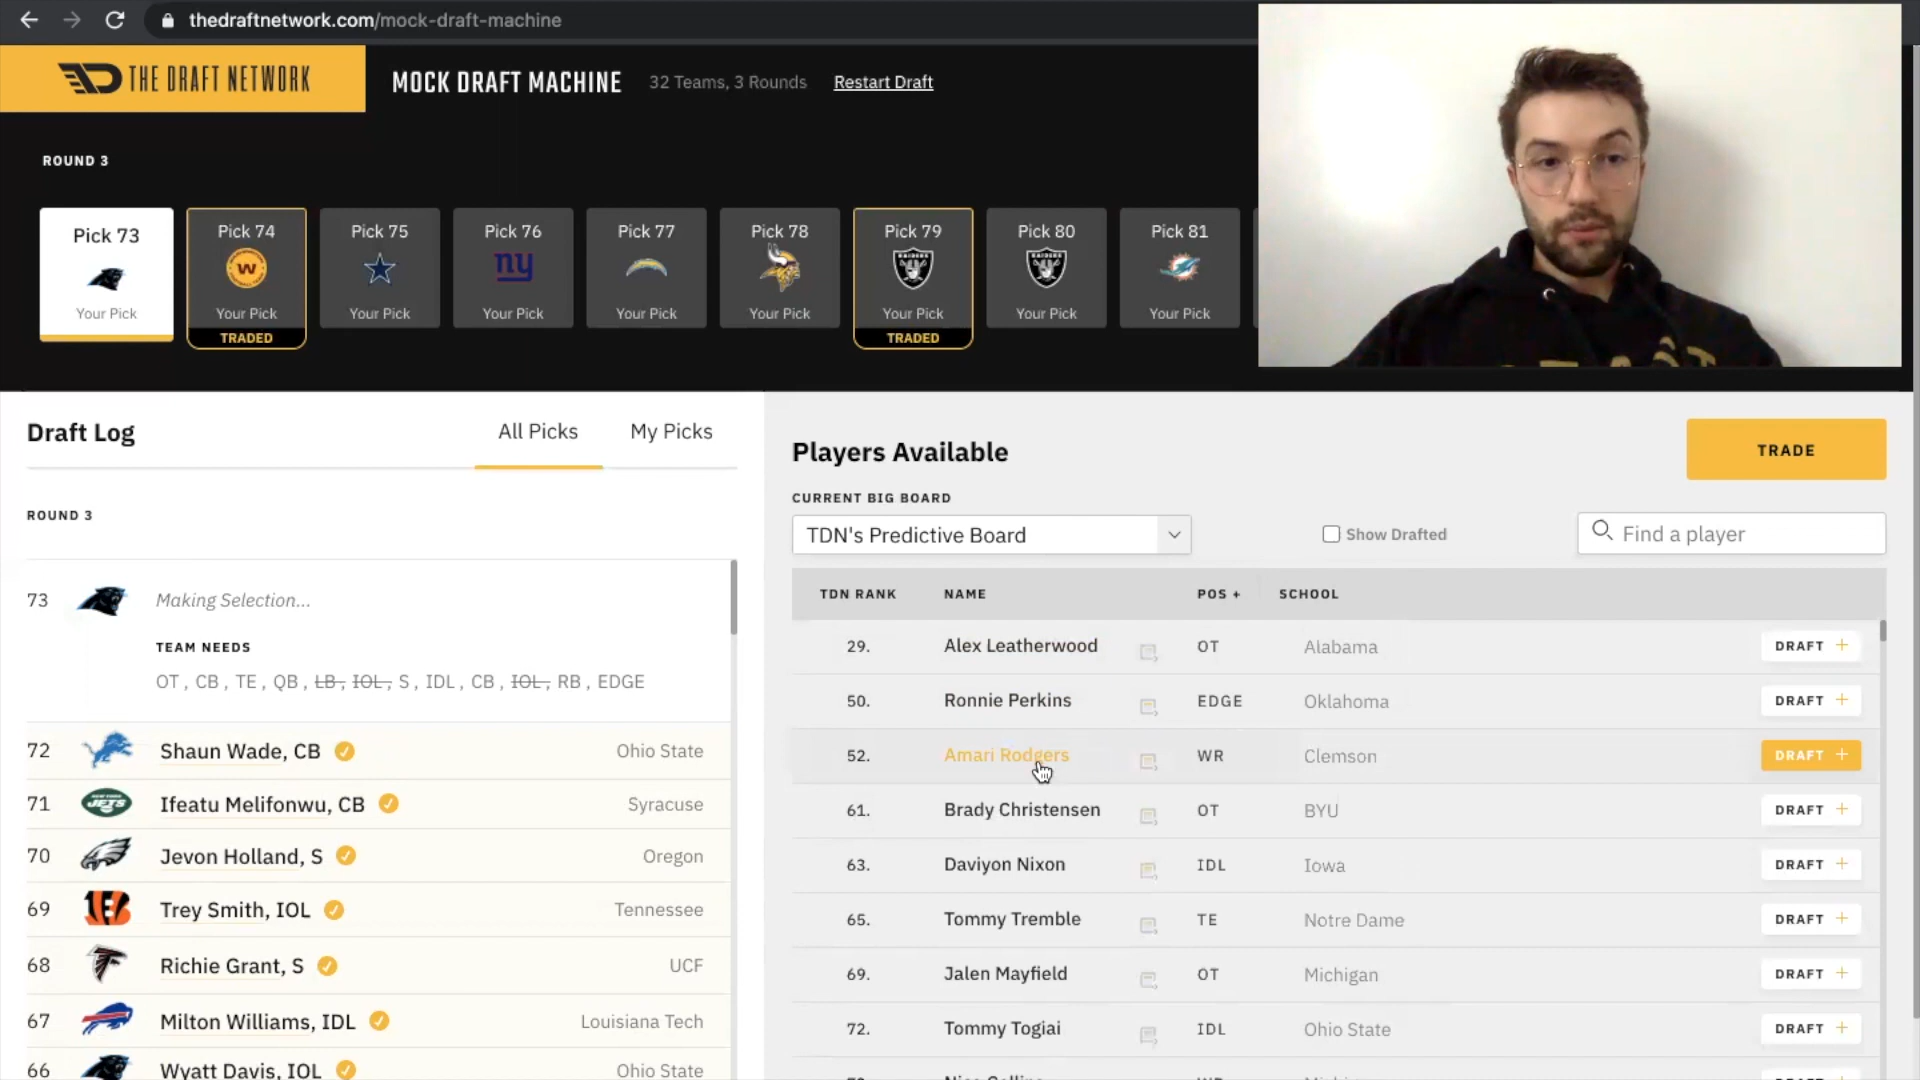 thedraftnetwork.com/mock-draft-machine
THE DRAFT NETWORK
MOCK DRAFT MACHINE
32 Teams, 3 Rounds
Restart Draft
ROUND 3
Pick 73
Your Pick
Pick 74
W
Your Pick
TRADED
Pick 75
Your Pick
Pick 76
ny
Your Pick
Pick 77
Your Pick
Pick 78
Your Pick
Pick 79
RAIDERS
Your Pick
TRADED
Pick 80
RAIDERS
Your Pick
Pick 81
Your Pick
Draft Log
All Picks
My Picks
ROUND 3
73
Making Selection...
TEAM NEEDS
OT , CB , TE , QB , LB , IOL , S , IDL , CB , IOL , RB , EDGE
72 Shaun Wade, CB Ohio State
71 JETS Ifeatu Melifonwu, CB Syracuse
70 Jevon Holland, S Oregon
69 Trey Smith, IOL Tennessee
68 Richie Grant, S UCF
67 Milton Williams, IDL Louisiana Tech
66 Wyatt Davis, IOL Ohio State
Players Available
TRADE
CURRENT BIG BOARD
TDN's Predictive Board
Show Drafted
Find a player
TDN RANK NAME POS + SCHOOL
29. Alex Leatherwood OT Alabama DRAFT +
50. Ronnie Perkins EDGE Oklahoma DRAFT +
52. Amari Rodgers WR Clemson DRAFT +
61. Brady Christensen OT BYU DRAFT +
63. Daviyon Nixon IDL Iowa DRAFT +
65. Tommy Tremble TE Notre Dame DRAFT +
69. Jalen Mayfield OT Michigan DRAFT +
72. Tommy Togiai IDL Ohio State DRAFT +